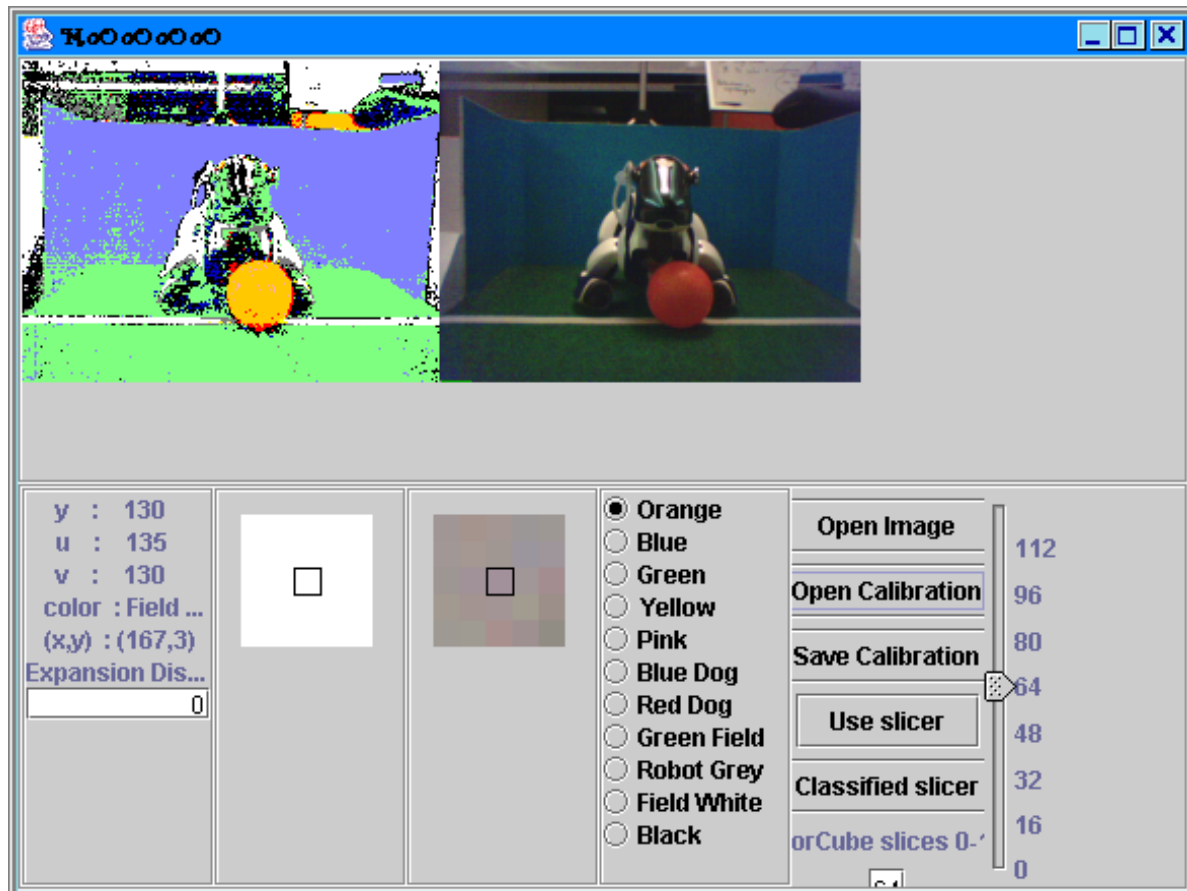 y : 130
u : 135
v : 130
color : Field ...
(x,y) : (167,3)
Expansion Dis...
0
Orange
Blue
Green
Yellow
Pink
Blue Dog
Red Dog
Green Field
Robot Grey
Field White
Black
Open Image
Open Calibration
Save Calibration
Use slicer
Classified slicer
orCube slices 0-
112
96
80
64
48
32
16
0